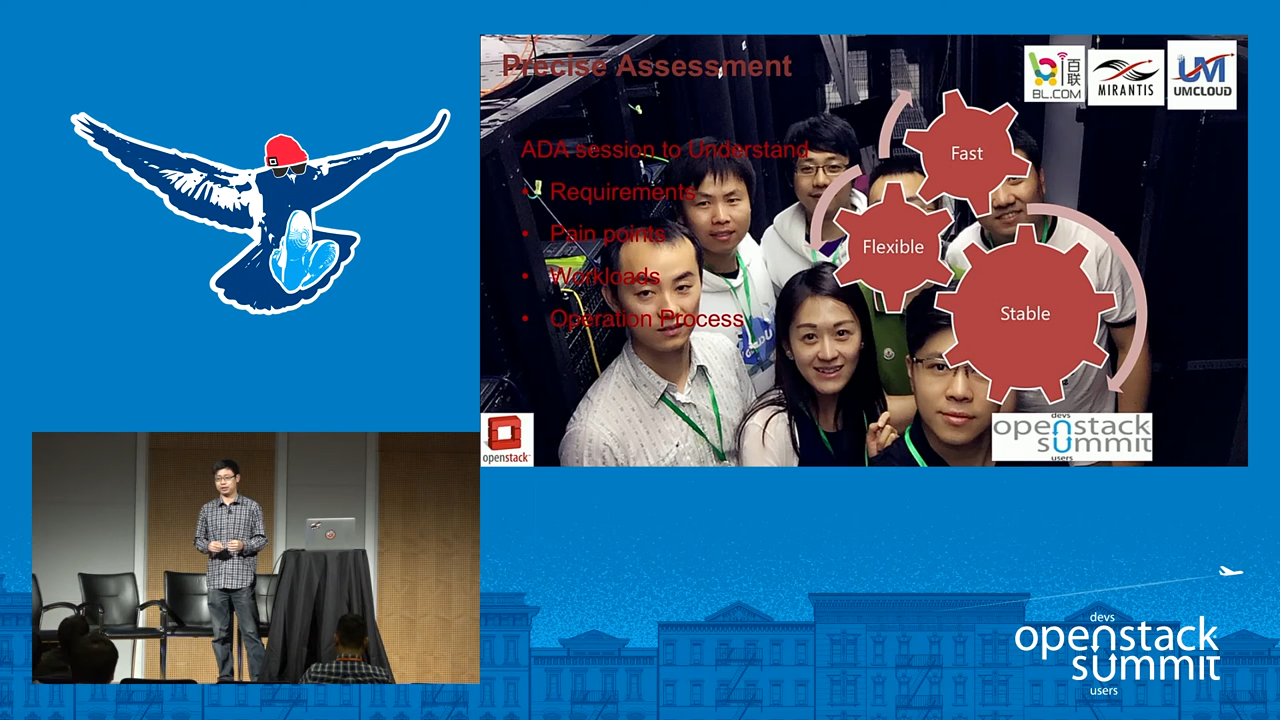 Precise Assessment
百
联
BL.COM
MIRANTIS
UM
UMCLOUD
ADA session to Understand
• Requirements
• Pain points
• Workloads
• Operation Process
Fast
Flexible
Stable
openstack
devs
openstack
summit
users
devs
openstack
summit
users